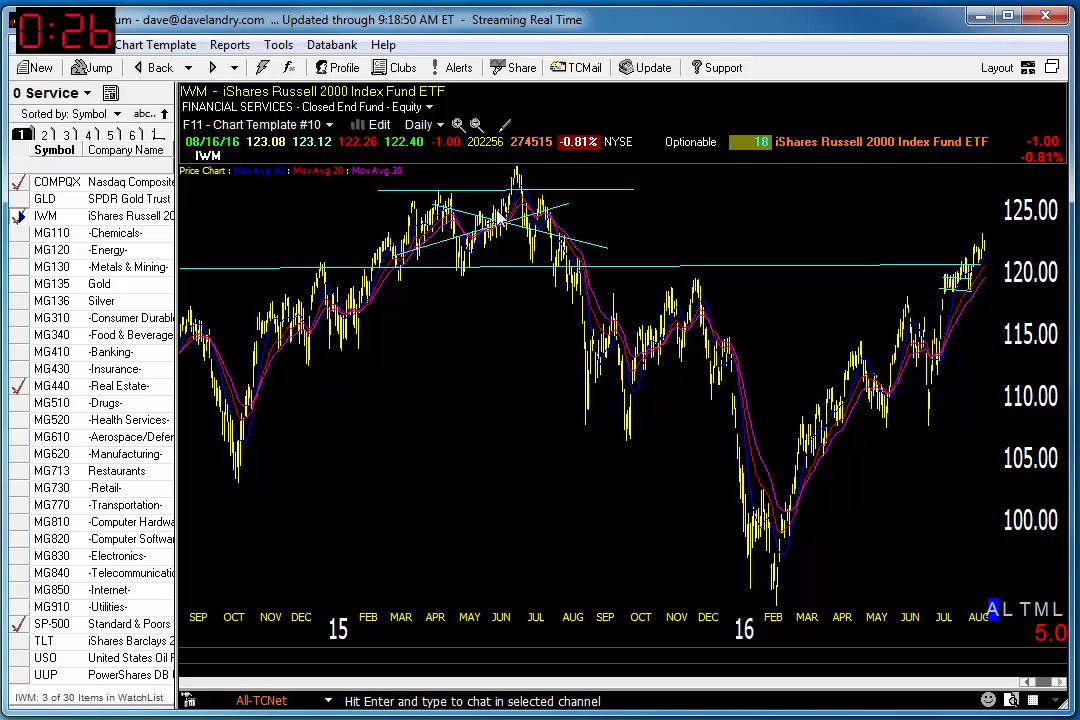 0:26
um - dave@davelandry.com ... Updated through 9:18:50 AM ET - Streaming Real Time
Chart Template Reports Tools Databank Help
New Jump Back Profile Clubs Alerts Share TCMail Update Support Layout
0 Service
Sorted by: Symbol abc..
1 2 3 4 5 6 1
Symbol Company Name
COMPQX Nasdaq Composite
GLD SPDR Gold Trust
IWM iShares Russell 20
MG110 -Chemicals-
MG120 -Energy-
MG130 -Metals & Mining-
MG135 Gold
MG136 Silver
MG310 -Consumer Durabl
MG340 -Food & Beverage
MG410 -Banking-
MG430 -Insurance-
MG440 -Real Estate-
MG510 -Drugs-
MG520 -Health Services-
MG610 -Aerospace/Defen
MG620 -Manufacturing-
MG713 Restaurants
MG730 -Retail-
MG770 -Transportation-
MG810 -Computer Hardwa
MG820 -Computer Softwa
MG830 -Electronics-
MG840 -Telecommunicati
MG850 -Internet-
MG910 -Utilities-
SP-500 Standard & Poors
TLT iShares Barclays 2
USO United States Oil F
UUP PowerShares DB U
IWM: 3 of 30 Items in WatchList
IWM - iShares Russell 2000 Index Fund ETF
FINANCIAL SERVICES - Closed End Fund - Equity
F11 - Chart Template #10 Edit Daily
08/16/16 123.08 123.12 122.26 122.40 -1.00 202256 274515 -0.81% NYSE Optionable 18 iShares Russell 2000 Index Fund ETF -1.00
IWM -0.81%
Price Chart : MovAvg 10 : MovAvg 20 : MovAvg 30
125.00
120.00
115.00
110.00
105.00
100.00
SEP OCT NOV DEC 15 FEB MAR APR MAY JUN JUL AUG SEP OCT NOV DEC 16 FEB MAR APR MAY JUN JUL AUG
A L T M L
5.0
All-TCNet Hit Enter and type to chat in selected channel